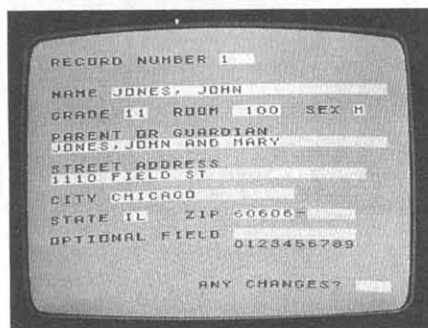 RECORD NUMBER 1
NAME JONES, JOHN
GRADE 11 ROOM 100 SEX M
PARENT OR GUARDIAN
JONES,JOHN AND MARY
STREET ADDRESS
1110 FIELD ST
CITY CHICAGO
STATE IL ZIP 60606-
OPTIONAL FIELD
0123456789
ANY CHANGES?